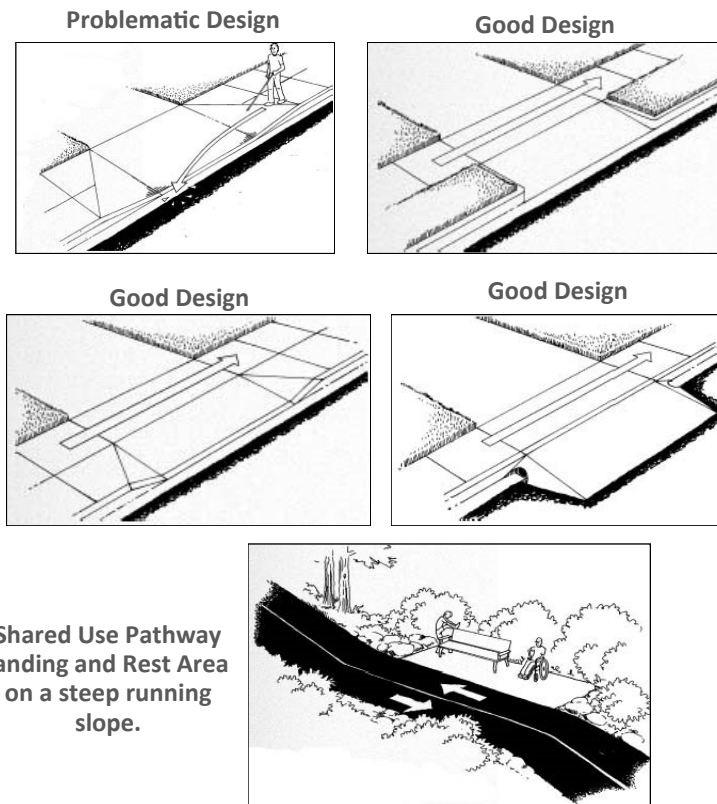 Problematic Design
Good Design
Good Design
Good Design
Shared Use Pathway
anding and Rest Area
on a steep running
slope.